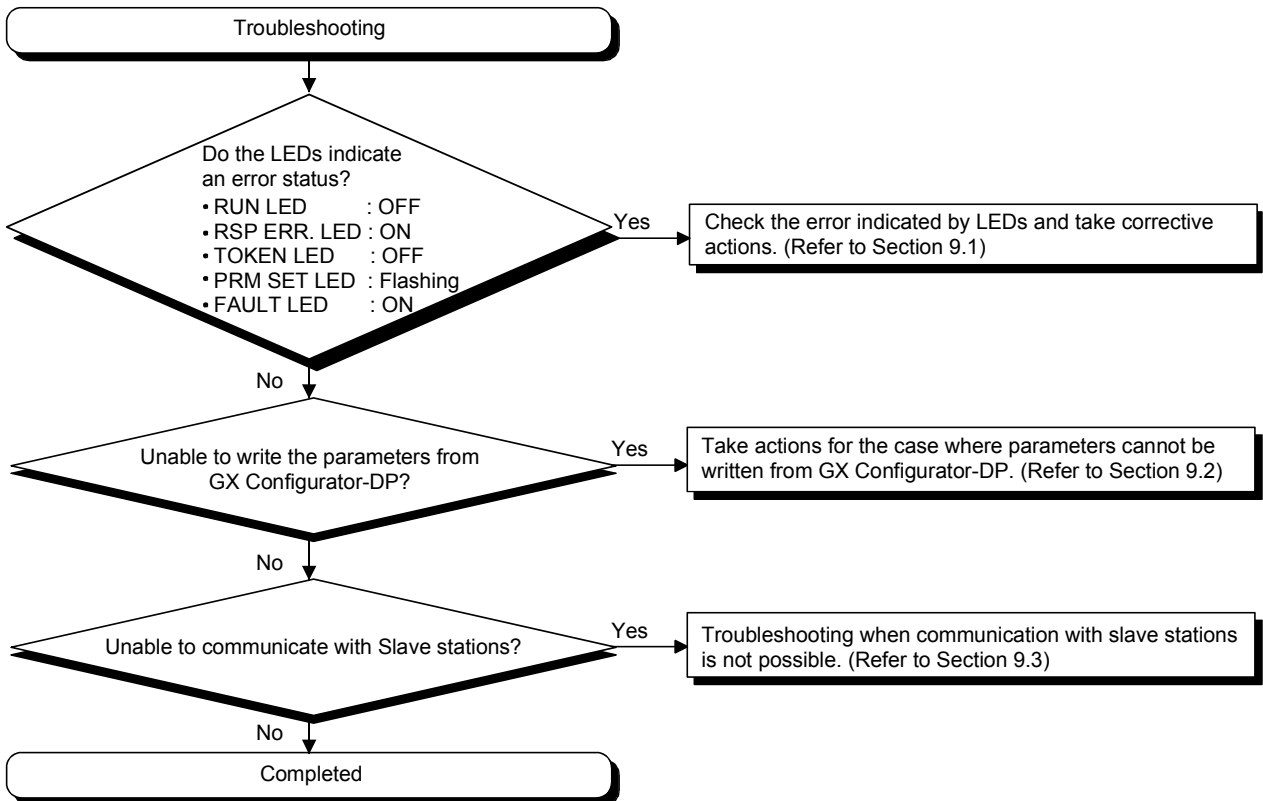 Troubleshooting
Do the LEDs indicate
an error status?
• RUN LED : OFF
• RSP ERR. LED : ON
• TOKEN LED : OFF
• PRM SET LED : Flashing
• FAULT LED : ON
Yes
Check the error indicated by LEDs and take corrective
actions. (Refer to Section 9.1)
No
Unable to write the parameters from
GX Configurator-DP?
Yes
Take actions for the case where parameters cannot be
written from GX Configurator-DP. (Refer to Section 9.2)
No
Unable to communicate with Slave stations?
Yes
Troubleshooting when communication with slave stations
is not possible. (Refer to Section 9.3)
No
Completed